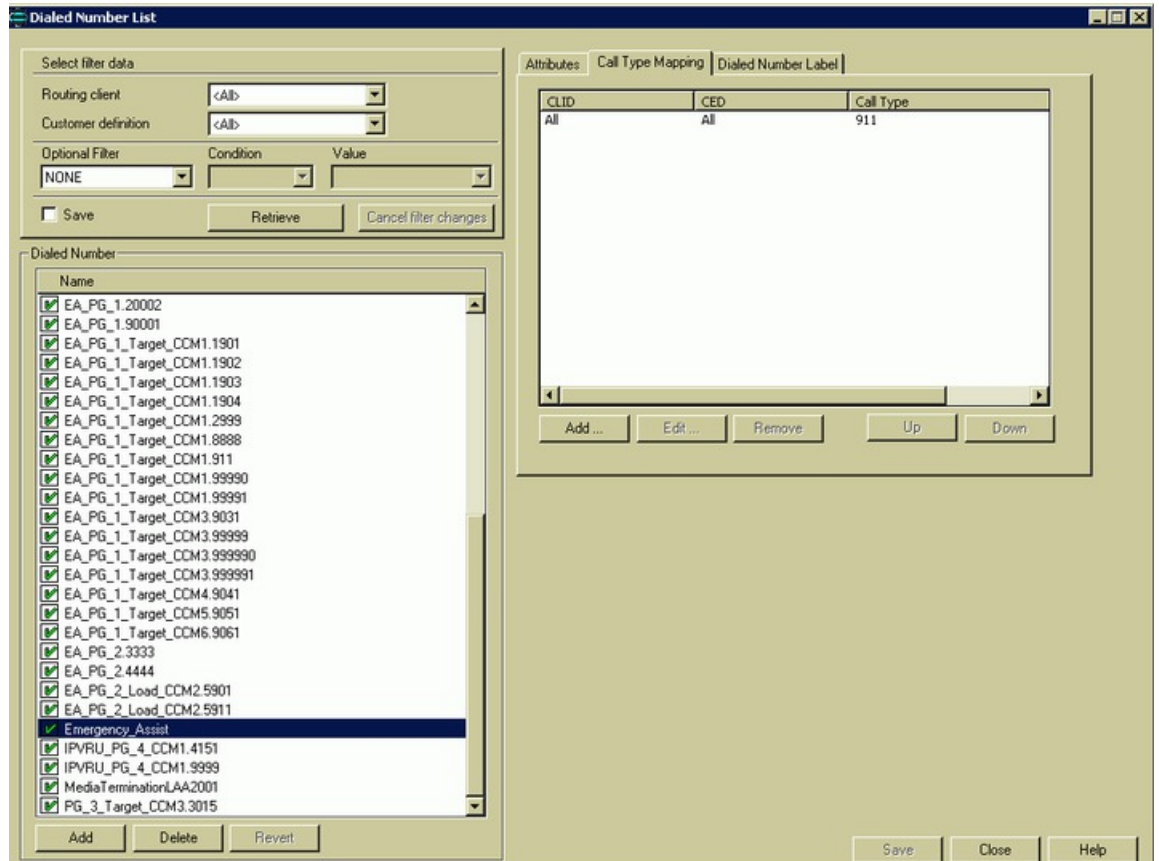 Dialed Number List
Select filter data
Routing client <All>
Customer definition <All>
Optional Filter Condition Value
NONE
Save Retrieve Cancel filter changes
Dialed Number
Name
EA_PG_1.20002
EA_PG_1.90001
EA_PG_1_Target_CCM1.1901
EA_PG_1_Target_CCM1.1902
EA_PG_1_Target_CCM1.1903
EA_PG_1_Target_CCM1.1904
EA_PG_1_Target_CCM1.2999
EA_PG_1_Target_CCM1.8888
EA_PG_1_Target_CCM1.911
EA_PG_1_Target_CCM1.99990
EA_PG_1_Target_CCM1.99991
EA_PG_1_Target_CCM3.9031
EA_PG_1_Target_CCM3.99999
EA_PG_1_Target_CCM3.999990
EA_PG_1_Target_CCM3.999991
EA_PG_1_Target_CCM4.9041
EA_PG_1_Target_CCM5.9051
EA_PG_1_Target_CCM6.9061
EA_PG_2.3333
EA_PG_2.4444
EA_PG_2_Load_CCM2.5901
EA_PG_2_Load_CCM2.5911
Emergency_Assist
IPVRU_PG_4_CCM1.4151
IPVRU_PG_4_CCM1.9999
MediaTerminationLAA2001
PG_3_Target_CCM3.3015
Add Delete Revert
Attributes Call Type Mapping Dialed Number Label
CLID CED Call Type
All All 911
Add ... Edit ... Remove Up Down
Save Close Help